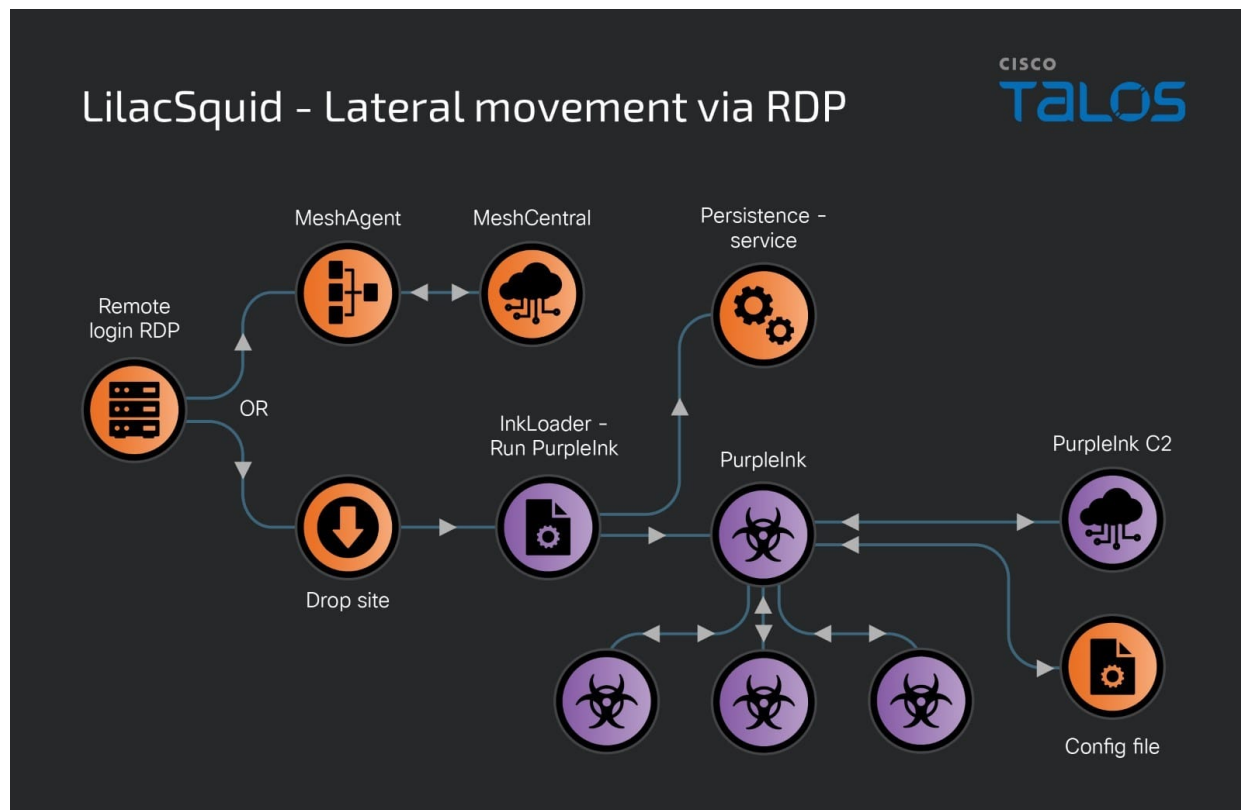 CISCO
TALOS
LilacSquid - Lateral movement via RDP
MeshAgent
MeshCentral
Persistence -
service
Remote
login RDP
OR
InkLoader -
Run PurpleInk
PurpleInk
PurpleInk C2
Drop site
Config file